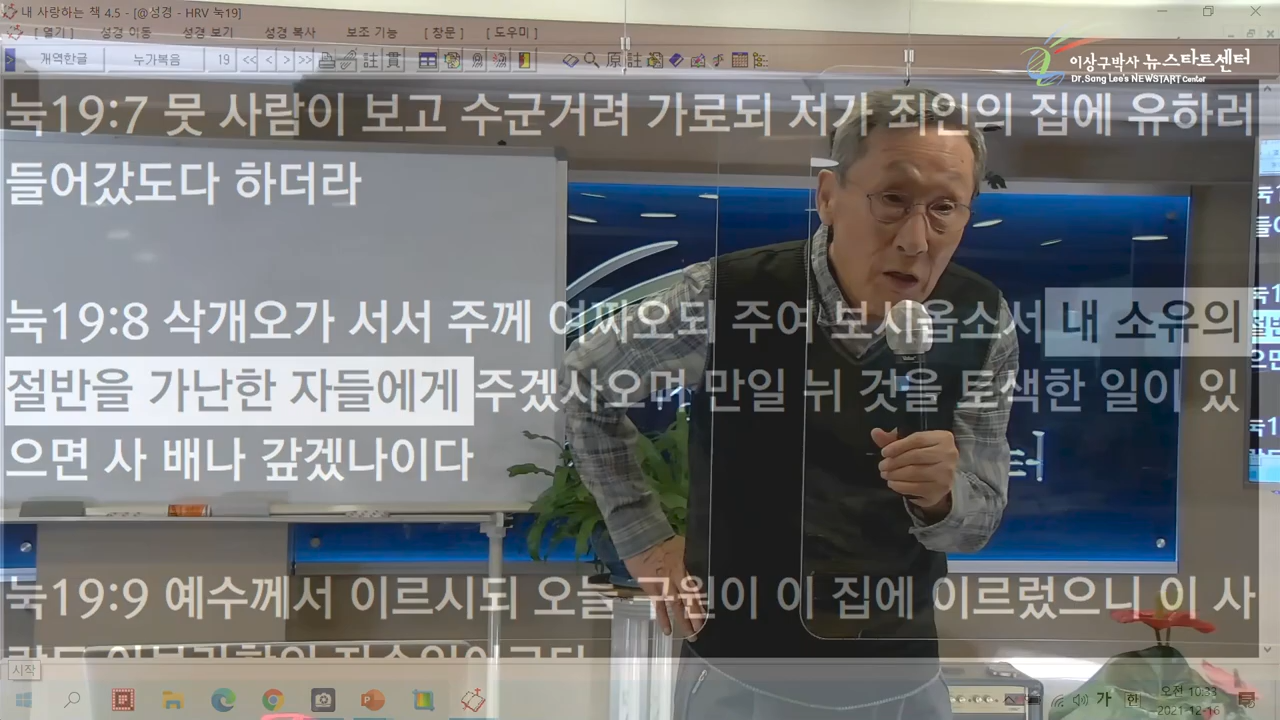 내 사랑하는 책 4.5 - [@성경 - HRV 눅19]
[ 열기 ] 성경 이동 성경 보기 성경 복사 보조 기능 [ 창문 ] [ 도우미 ]
개역한글 누가복음 19 << < > >> 註 貫 原 註
이상구박사 뉴스타트센터
Dr. Sang Lee's NEWSTART Center
눅19:7 뭇 사람이 보고 수군거려 가로되 저가 죄인의 집에 유하러
들어갔도다 하더라
눅19:8 삭개오가 서서 주께 여짜오되 주여 보시옵소서 내 소유의
절반을 가난한 자들에게 주겠사오며 만일 뉘 것을 토색한 일이 있
으면 사 배나 갚겠나이다
눅19:9 예수께서 이르시되 오늘 구원이 이 집에 이르렀으니 이 사
시작
가 한 오전 10:33
2021-12-16